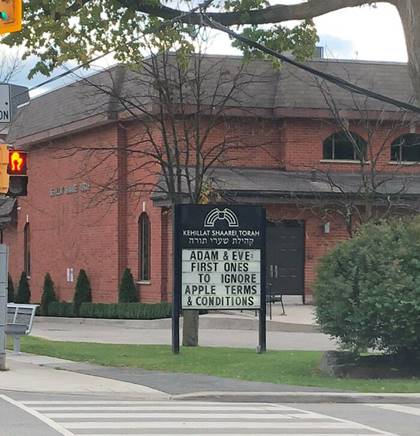 KEHILLAT SHAAREI TORAH
קהילת שערי תורה
ADAM & EVE:
FIRST ONES
TO IGNORE
APPLE TERMS
& CONDITIONS